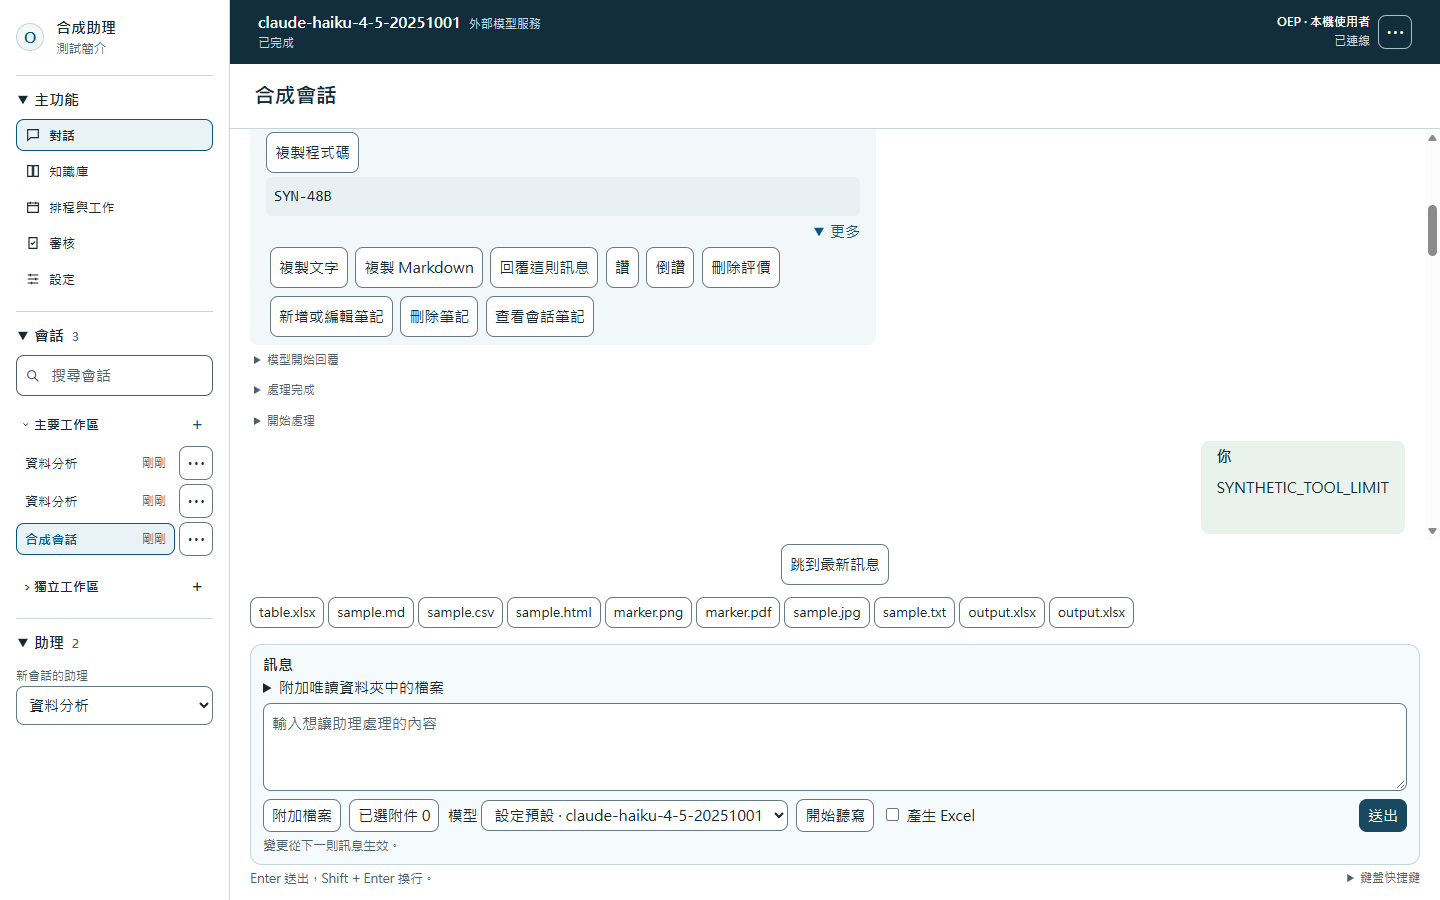 O
合成助理
測試簡介
▼ 主功能
對話
知識庫
排程與工作
審核
設定
▼ 會話 3
搜尋會話
主要工作區 +
資料分析 剛剛 ...
資料分析 剛剛 ...
合成會話 剛剛 ...
獨立工作區 +
▼ 助理 2
新會話的助理
資料分析
claude-haiku-4-5-20251001 外部模型服務
已完成
OEP · 本機使用者
已連線
...
合成會話
複製程式碼
SYN-48B
▼ 更多
複製文字 複製 Markdown 回覆這則訊息 讚 倒讚 刪除評價
新增或編輯筆記 刪除筆記 查看會話筆記
▶ 模型開始回覆
▶ 處理完成
▶ 開始處理
你
SYNTHETIC_TOOL_LIMIT
跳到最新訊息
table.xlsx sample.md sample.csv sample.html marker.png marker.pdf sample.jpg sample.txt output.xlsx output.xlsx
訊息
▶ 附加唯讀資料夾中的檔案
輸入想讓助理處理的內容
附加檔案 已選附件 0 模型 設定預設 · claude-haiku-4-5-20251001 開始聽寫 產生 Excel 送出
變更從下一則訊息生效。
Enter 送出，Shift + Enter 換行。
▶ 鍵盤快捷鍵